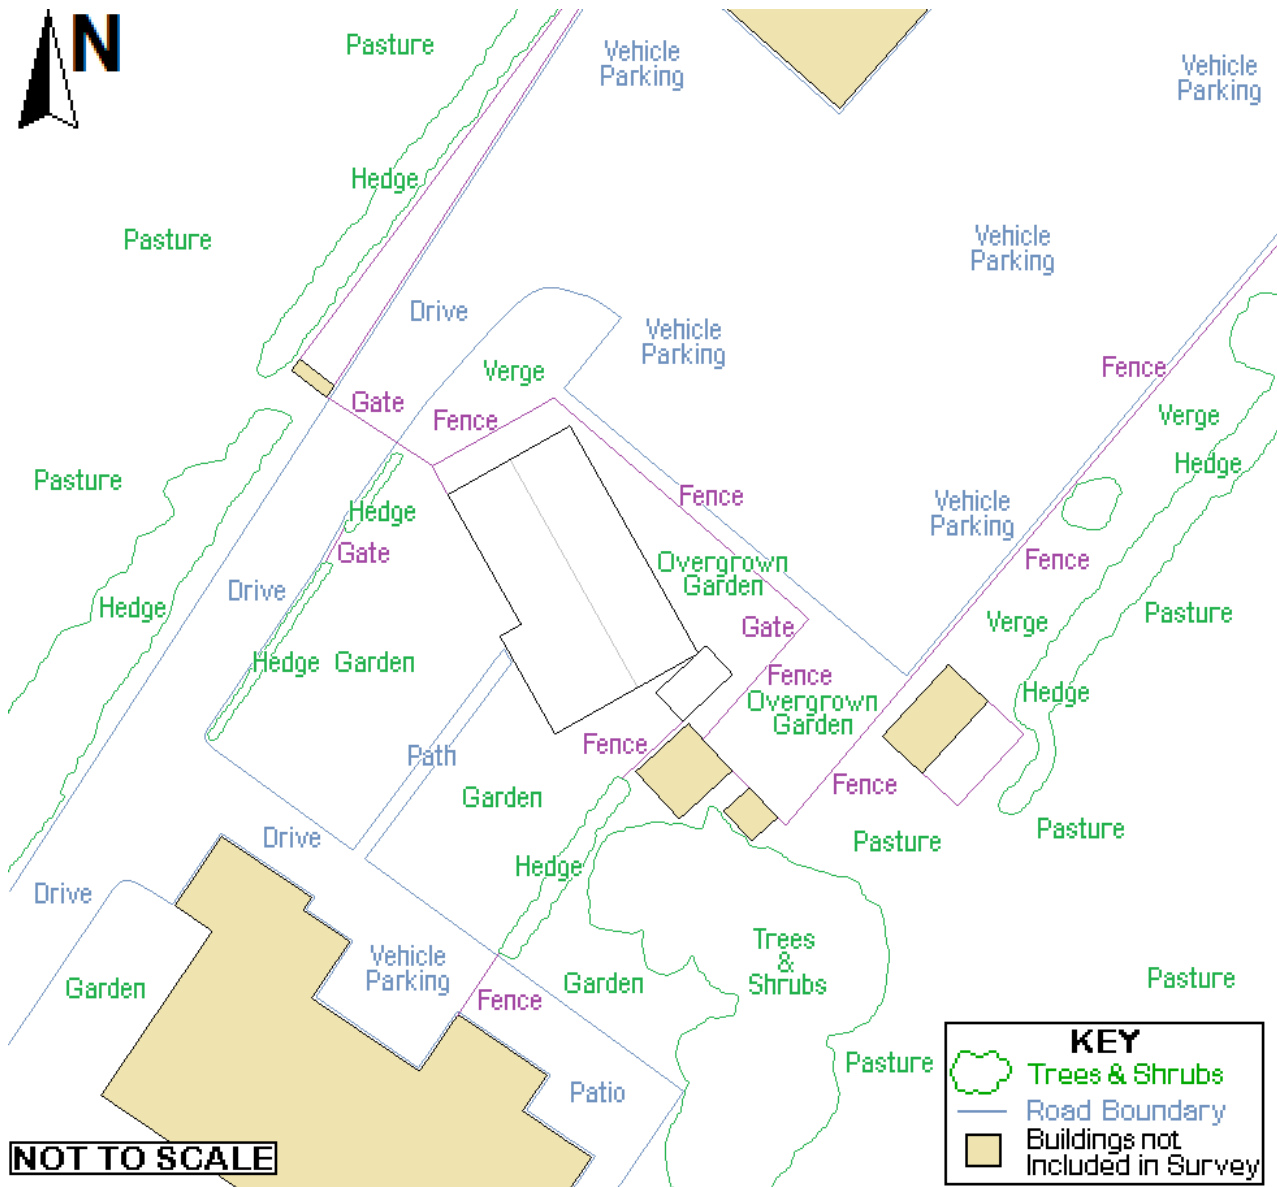 N
Pasture
Vehicle
Parking
Vehicle
Parking
Hedge
Pasture
Vehicle
Parking
Drive
Vehicle
Parking
Verge
Fence
Gate
Fence
Verge
Hedge
Pasture
Fence
Vehicle
Parking
Hedge
Gate
Fence
Overgrown
Garden
Drive
Hedge
Pasture
Gate
Verge
Hedge Garden
Fence
Hedge
Overgrown
Garden
Fence
Path
Fence
Garden
Pasture
Pasture
Drive
Hedge
Drive
Trees
&
Shrubs
Vehicle
Parking
Garden
Garden
Pasture
Fence
Pasture
Patio
KEY
Trees & Shrubs
Road Boundary
Buildings not
Included in Survey
NOT TO SCALE